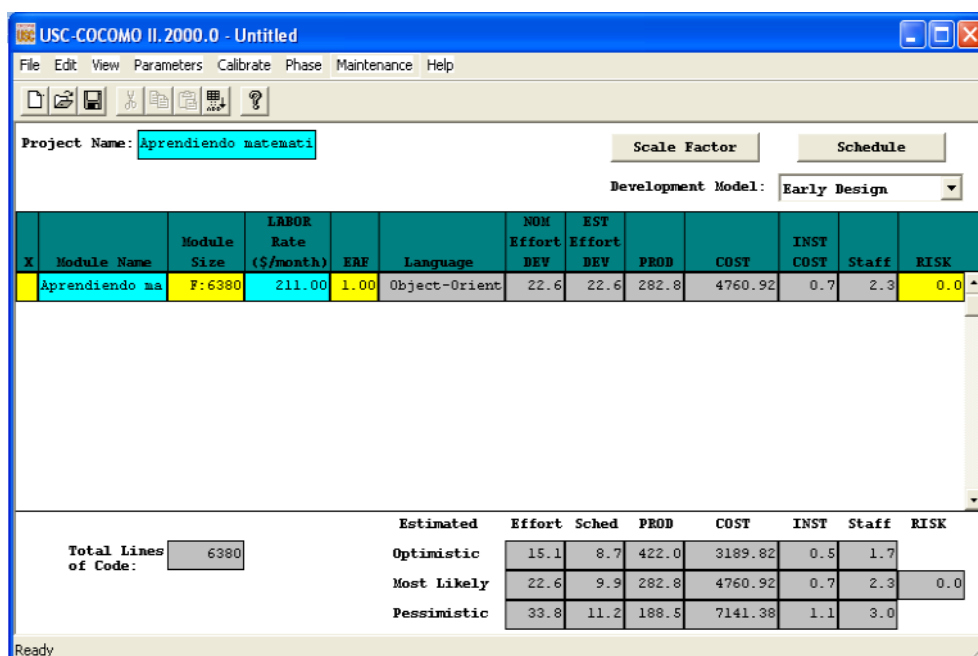 USC-COCOMO II.2000.0 - Untitled
File Edit View Parameters Calibrate Phase Maintenance Help
Project Name: Aprendiendo matemati Scale Factor Schedule
Development Model: Early Design
X Module Name Module Size LABOR Rate ($/month) EAF Language NOM Effort DEV EST Effort DEV PROD COST INST COST Staff RISK
Aprendiendo ma F:6380 211.00 1.00 Object-Orient 22.6 22.6 282.8 4760.92 0.7 2.3 0.0
Estimated Effort Sched PROD COST INST Staff RISK
Total Lines of Code: 6380
Optimistic 15.1 8.7 422.0 3189.82 0.5 1.7
Most Likely 22.6 9.9 282.8 4760.92 0.7 2.3 0.0
Pessimistic 33.8 11.2 188.5 7141.38 1.1 3.0
Ready